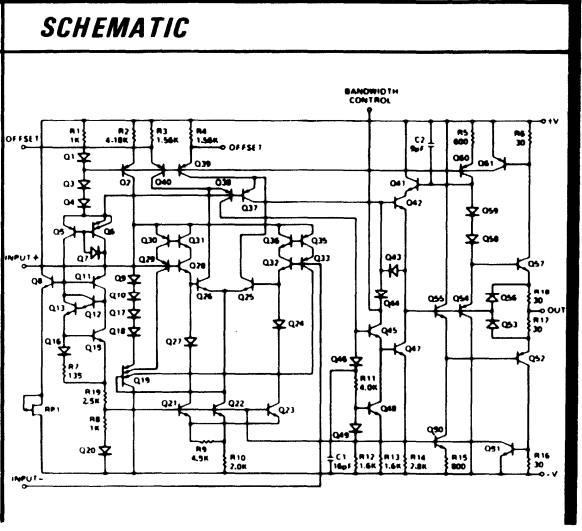 SCHEMATIC
BANDWIDTH
CONTROL
OFFSET
R1
1K
R2
4.18K
R3
1.56K
R4
1.56K
OFFSET
C2
9pF
R5
600
R6
30
+V
Q1
Q3
Q4
Q2
Q40
Q39
Q38
Q37
Q41
Q42
Q60
Q61
Q59
Q58
Q5
Q6
Q7
Q30
Q31
Q36
Q35
Q43
INPUT+
Q8
Q11
Q29
Q28
Q32
Q33
Q57
Q9
Q10
Q17
Q18
Q26
Q25
Q44
Q55
Q54
Q56
Q53
R18
30
OUT
R17
30
Q13
Q12
Q15
Q16
Q27
Q24
Q45
Q47
Q52
R7
135
Q19
Q46
R11
4.0K
R19
2.5K
R8
1K
RP1
Q21
Q22
Q23
Q48
Q49
Q50
Q51
Q20
R9
4.5K
R10
2.0K
C1
16pF
R12
1.6K
R13
1.6K
R14
2.8K
R15
800
R16
30
-V
INPUT-